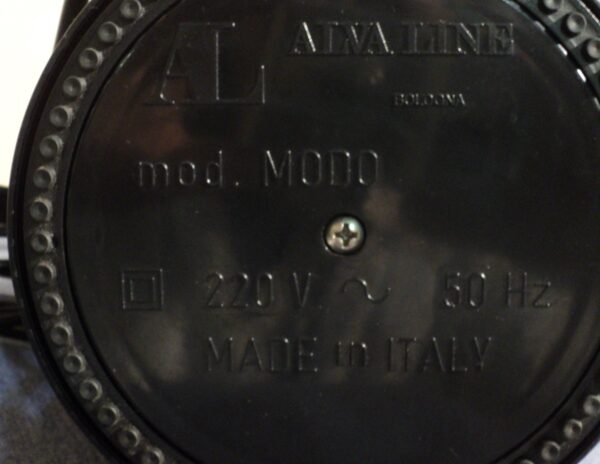 AL ALVA LINE
BOLOGNA
mod. MODO
220 V. ~ 50 Hz
MADE in ITALY